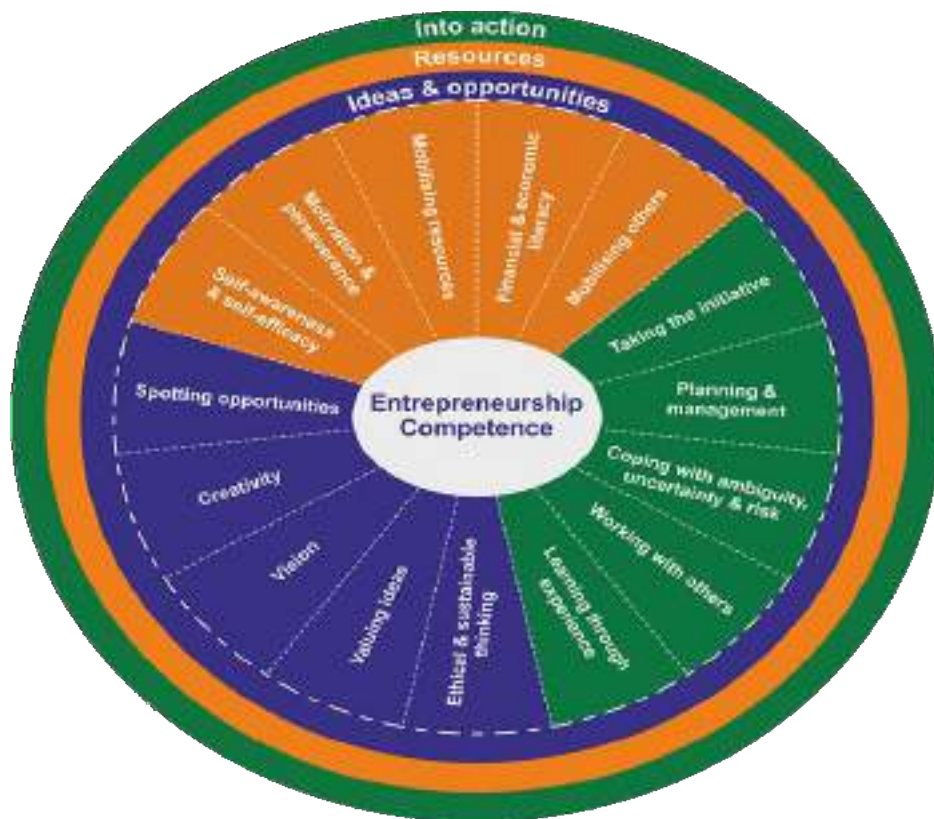 Into action
Resources
Ideas & opportunities
Self-awareness
& self-efficacy
Motivation &
perseverance
Mobilizing resources
Financial & economic
literacy
Mobilising others
Taking the initiative
Planning &
management
Coping with ambiguity,
uncertainty & risk
Working with others
Learning through
experience
Ethical & sustainable
thinking
Valuing ideas
Vision
Creativity
Spotting opportunities
Entrepreneurship
Competence